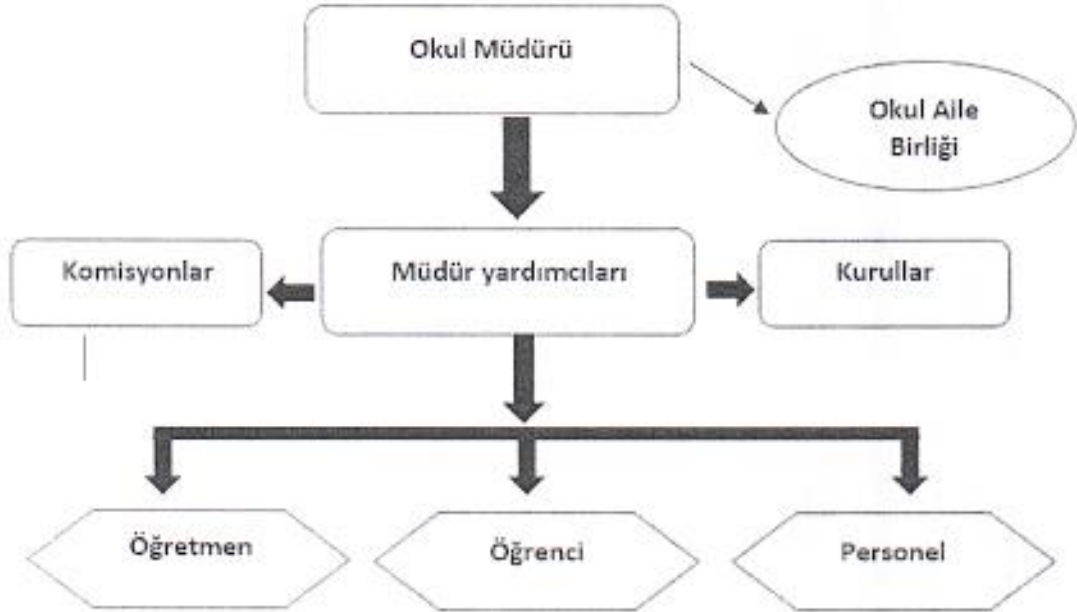 Okul Müdürü
Okul Aile
Birliği
Komisyonlar
Müdür yardımcıları
Kurullar
Öğretmen
Öğrenci
Personel